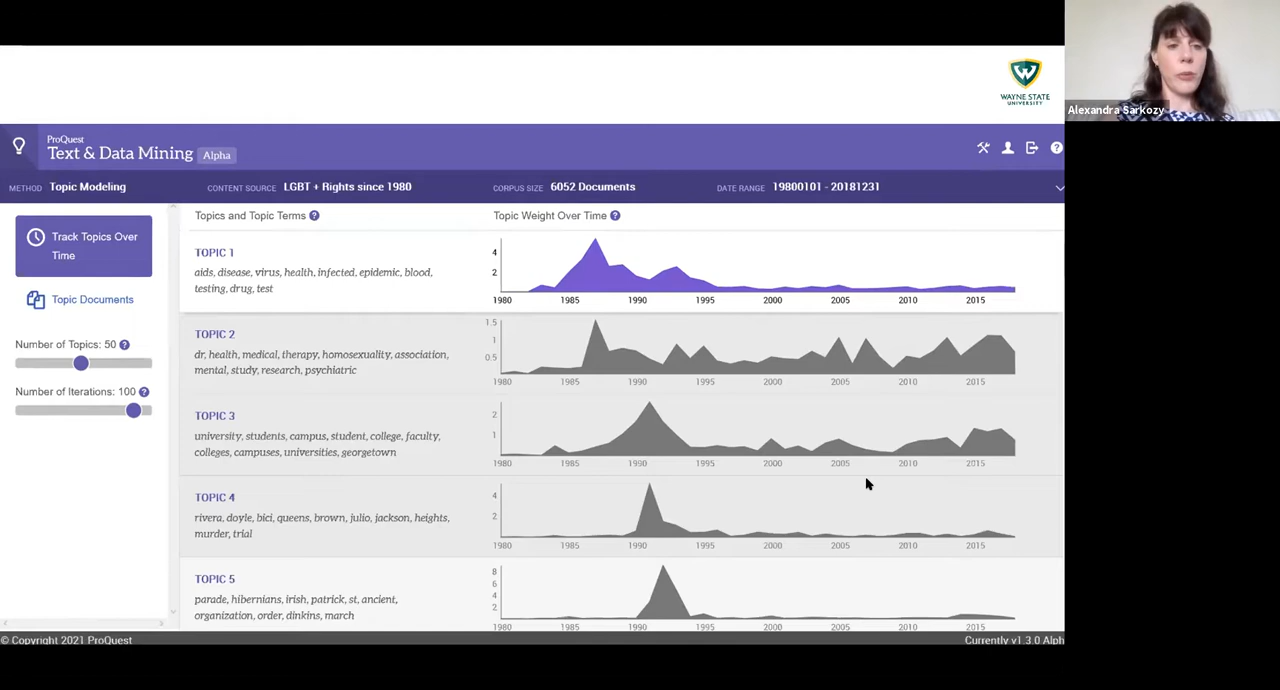 WAYNE STATE
UNIVERSITY
Alexandra Sarkozy
ProQuest
Text & Data Mining Alpha
METHOD Topic Modeling CONTENT SOURCE LGBT + Rights since 1980 CORPUS SIZE 6052 Documents DATE RANGE 19800101 - 20181231
Track Topics Over
Time
Topic Documents
Number of Topics: 50 ?
Number of Iterations: 100 ?
Topics and Topic Terms ? Topic Weight Over Time ?
TOPIC 1
aids, disease, virus, health, infected, epidemic, blood,
testing, drug, test
4
2
1980 1985 1990 1995 2000 2005 2010 2015
TOPIC 2
dr, health, medical, therapy, homosexuality, association,
mental, study, research, psychiatric
1.5
1
0.5
1980 1985 1990 1995 2000 2005 2010 2015
TOPIC 3
university, students, campus, student, college, faculty,
colleges, campuses, universities, georgetown
2
1
1980 1985 1990 1995 2000 2005 2010 2015
TOPIC 4
rivera, doyle, bici, queens, brown, julio, jackson, heights,
murder, trial
4
2
1980 1985 1990 1995 2000 2005 2010 2015
TOPIC 5
parade, hibernians, irish, patrick, st, ancient,
organization, order, dinkins, march
8
6
4
2
1980 1985 1990 1995 2000 2005 2010 2015
© Copyright 2021 ProQuest Currently v1.3.0 Alph